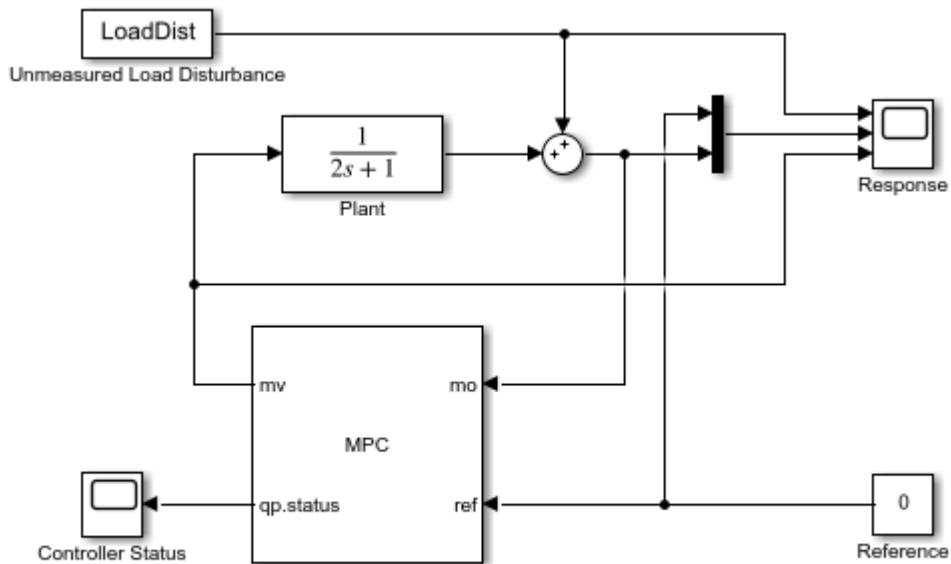 LoadDist
Unmeasured Load Disturbance
1
2s + 1
Plant
+
+
Response
mv
mo
MPC
qp.status
ref
Controller Status
0
Reference